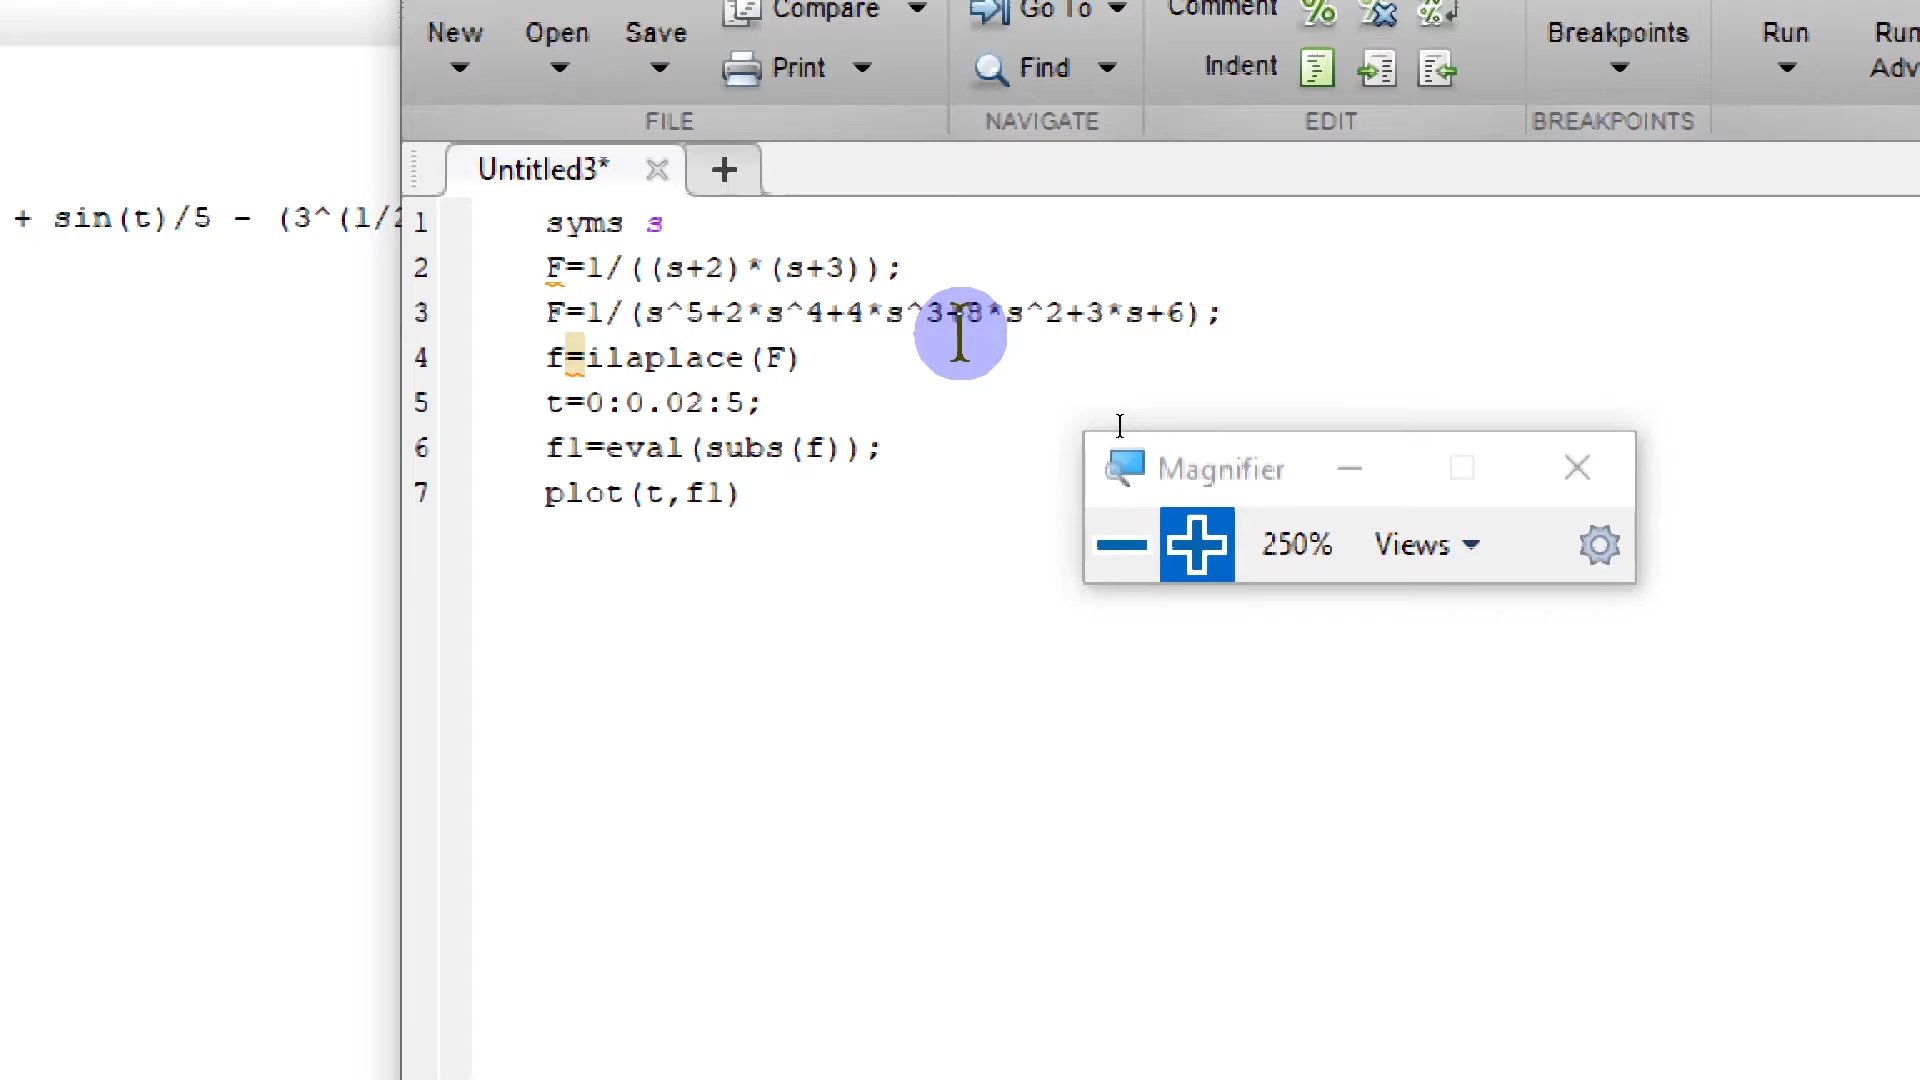 New Open Save Compare Go To Comment Breakpoints Run
Print Find Indent
FILE NAVIGATE EDIT BREAKPOINTS
Untitled3*
+ sin(t)/5 - (3^(1/
1 syms s
2 F=1/((s+2)*(s+3));
3 F=1/(s^5+2*s^4+4*s^3+8*s^2+3*s+6);
4 f=ilaplace(F)
5 t=0:0.02:5;
6 f1=eval(subs(f));
7 plot(t,f1)
Magnifier
250% Views